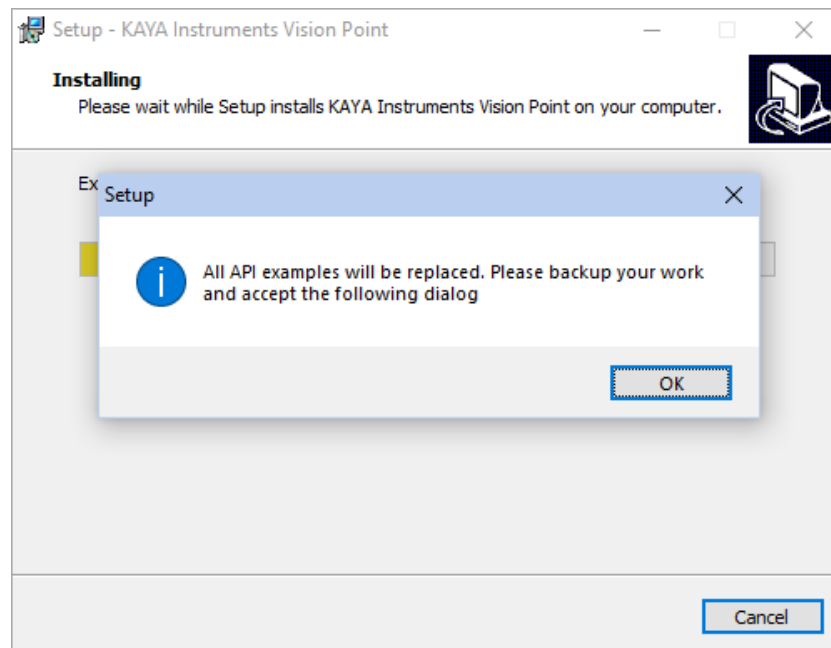 Setup - KAYA Instruments Vision Point
Installing
Please wait while Setup installs KAYA Instruments Vision Point on your computer.
Ex
Setup
All API examples will be replaced. Please backup your work
and accept the following dialog
OK
Cancel